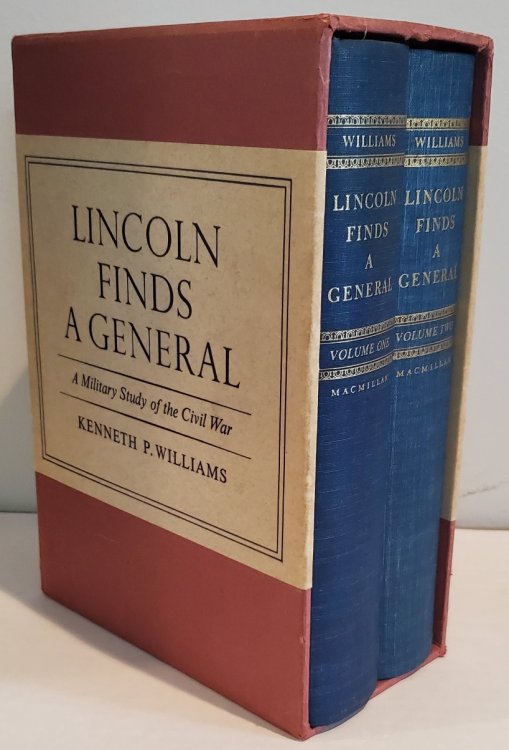 LINCOLN
FINDS
A GENERAL
A Military Study of the Civil War
KENNETH P. WILLIAMS
WILLIAMS
LINCOLN
FINDS
A
GENERAL
VOLUME ONE
MACMILLAN
WILLIAMS
LINCOLN
FINDS
A
GENERAL
VOLUME TWO
MACMILLAN